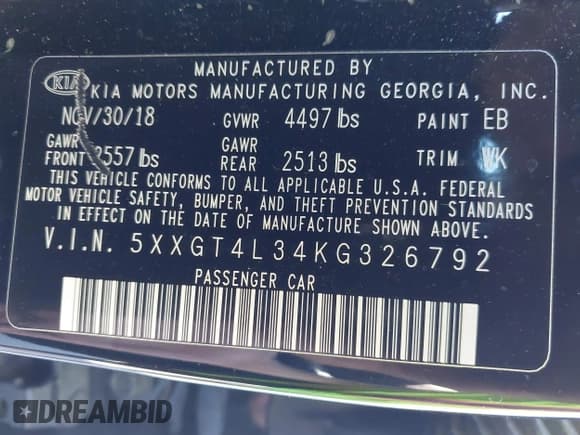 MANUFACTURED BY
KIA KIA MOTORS MANUFACTURING GEORGIA, INC.
NOV/30/18 GVWR 4497 lbs PAINT EB
GAWR FRONT 2557 lbs GAWR REAR 2513 lbs TRIM WK
THIS VEHICLE CONFORMS TO ALL APPLICABLE U.S.A. FEDERAL
MOTOR VEHICLE SAFETY, BUMPER, AND THEFT PREVENTION STANDARDS
IN EFFECT ON THE DATE OF MANUFACTURE SHOWN ABOVE.
V.I.N. 5XXGT4L34KG326792
PASSENGER CAR
DREAMBID